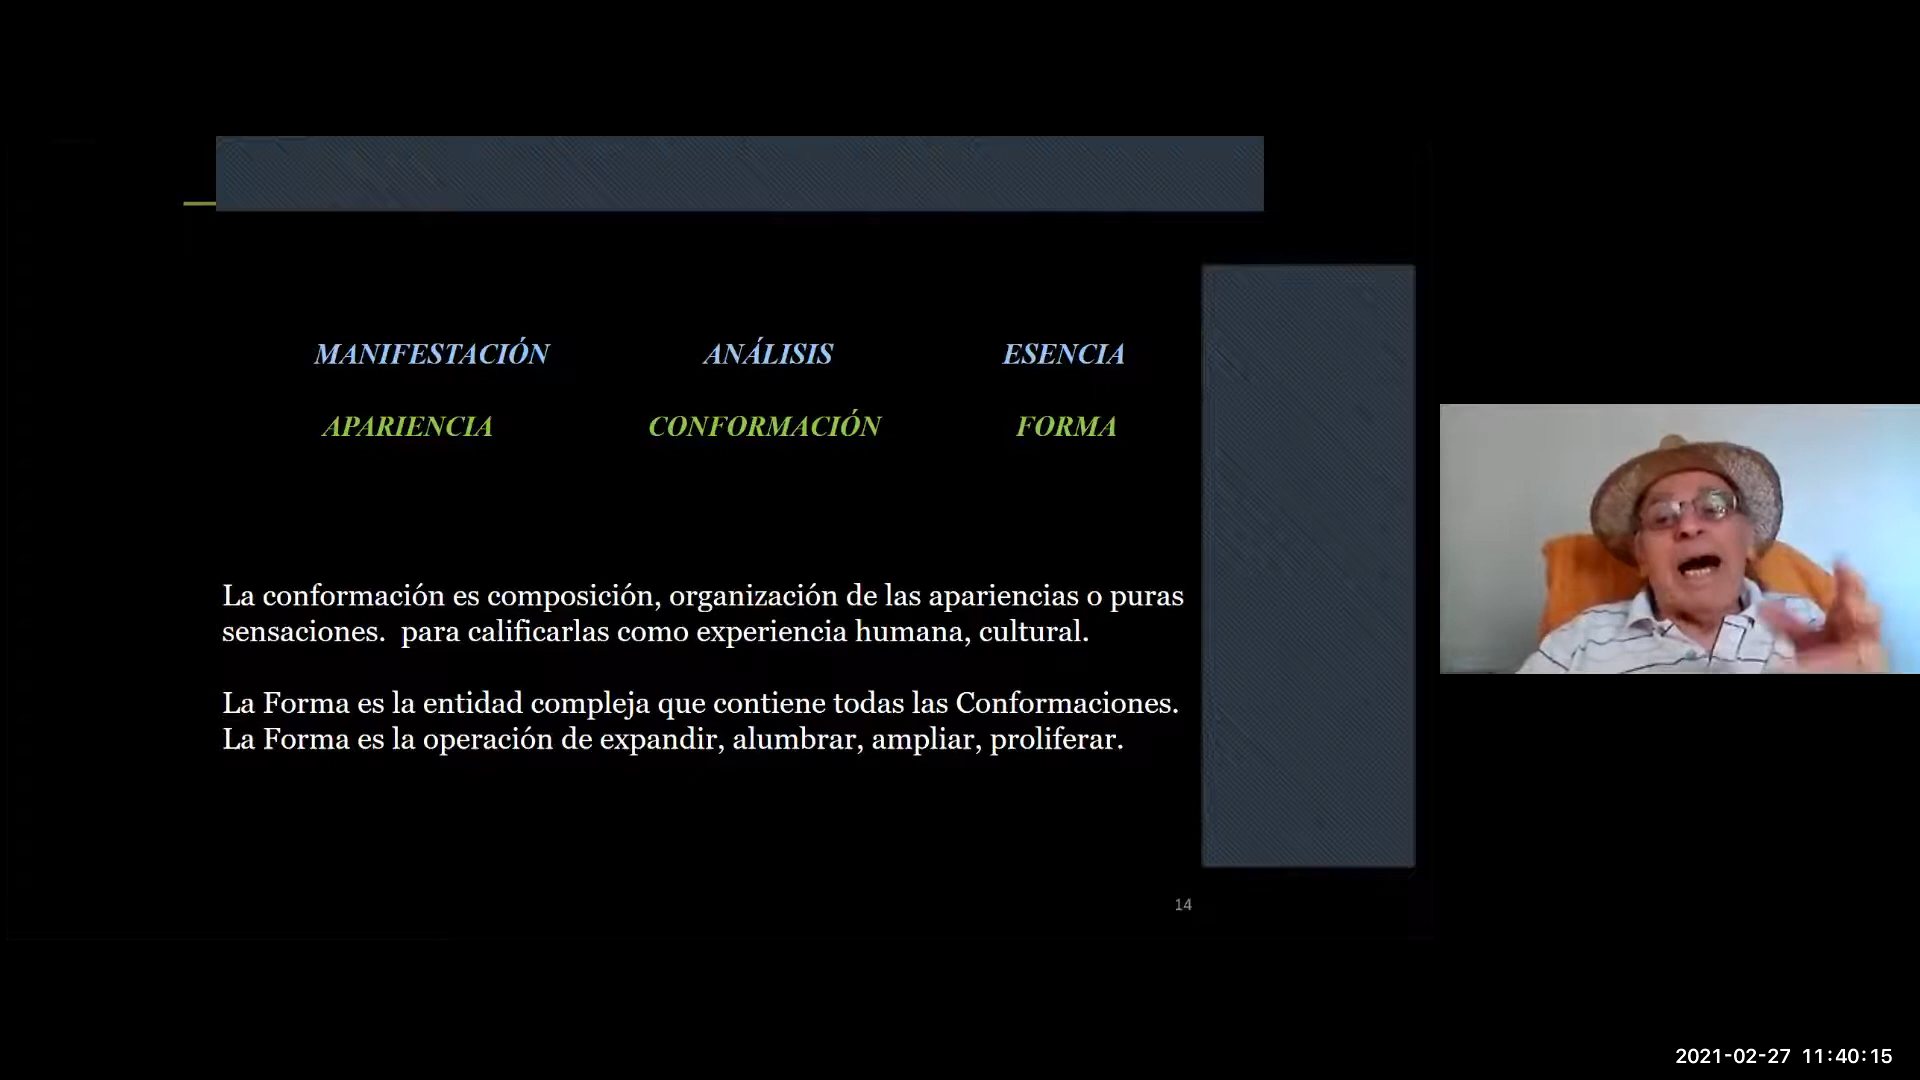 MANIFESTACIÓN ANÁLISIS ESENCIA
APARIENCIA CONFORMACIÓN FORMA
La conformación es composición, organización de las apariencias o puras
sensaciones.  para calificarlas como experiencia humana, cultural.
La Forma es la entidad compleja que contiene todas las Conformaciones.
La Forma es la operación de expandir, alumbrar, ampliar, proliferar.
14
2021-02-27 11:40:15